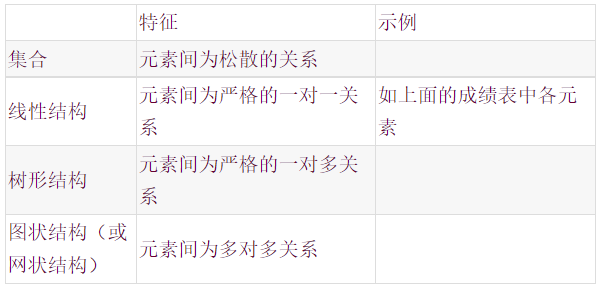 特征
示例
集合
元素间为松散的关系
线性结构
元素间为严格的一对一关
系
如上面的成绩表中各元
素
树形结构
元素间为严格的一对多关
系
图状结构（或
网状结构）
元素间为多对多关系